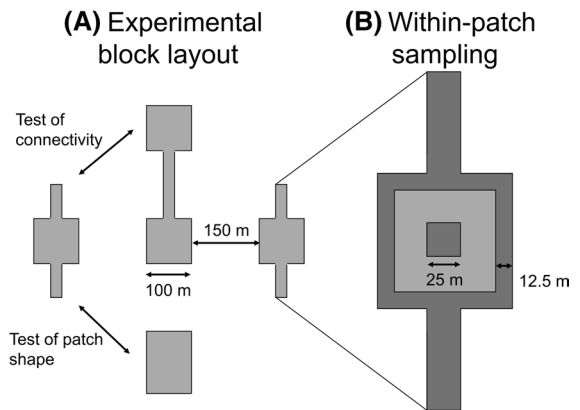 (A) Experimental
block layout
(B) Within-patch
sampling
Test of
connectivity
150 m
100 m
Test of patch
shape
25 m
12.5 m